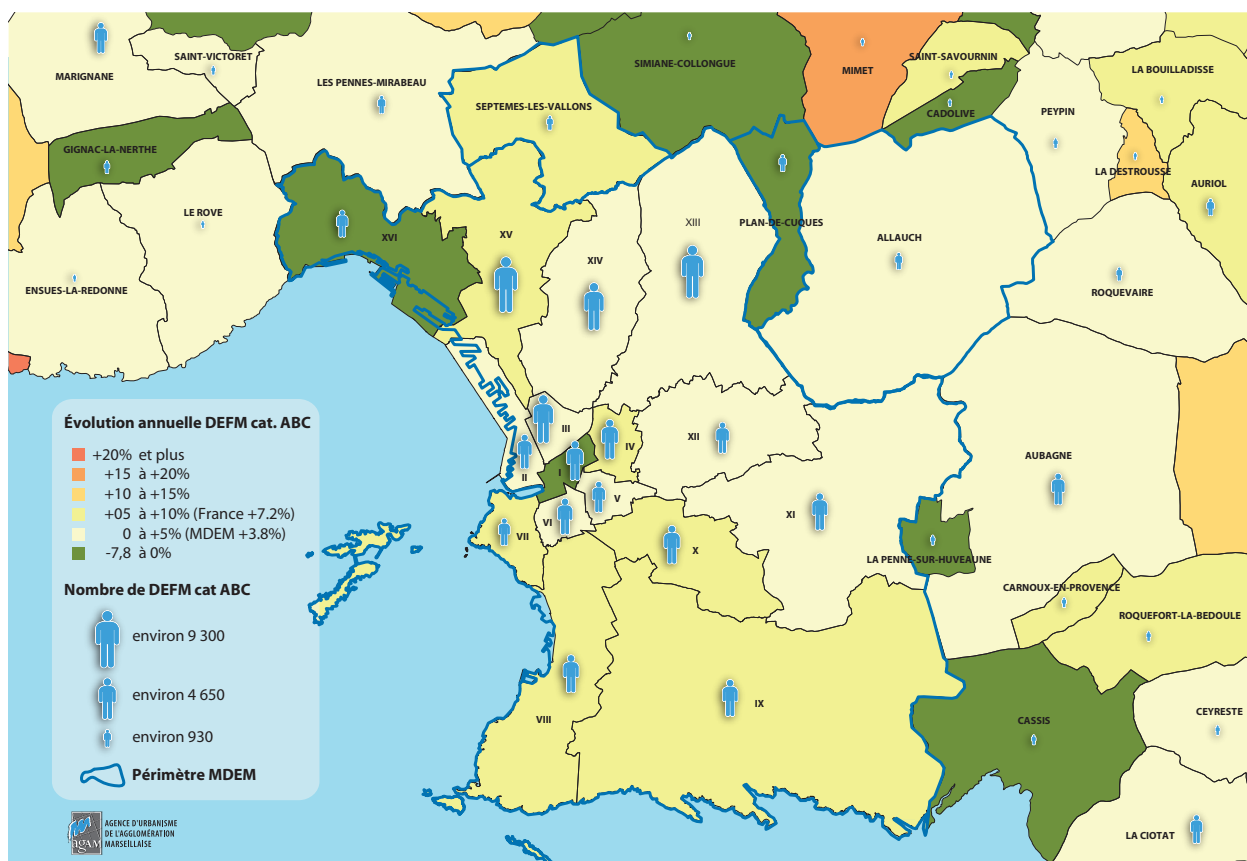 MARIGNANE
SAINT-VICTORET
LES PENNES-MIRABEAU
SEPTEMES-LES-VALLONS
SIMIANE-COLLONGUE
MIMET
SAINT-SAVOURNIN
CADOLIVE
PEYPIN
LA BOUILLADISSE
LA DESTROUSSE
AURIOL
GIGNAC-LA-NERTHE
LE ROVE
ENSUES-LA-REDONNE
XVI
XV
XIV
XIII
PLAN-DE-CUQUES
ALLAUCH
ROQUEVAIRE
III
II
I
IV
V
VI
VII
XII
XI
X
AUBAGNE
LA PENNE-SUR-HUVEAUNE
CARNOUX-EN-PROVENCE
ROQUEFORT-LA-BEDOULE
VIII
IX
CASSIS
CEYRESTE
LA CIOTAT
Évolution annuelle DEFM cat. ABC
+20% et plus
+15 à +20%
+10 à +15%
+05 à +10% (France +7.2%)
0 à +5% (MDEM +3.8%)
-7,8 à 0%
Nombre de DEFM cat ABC
environ 9 300
environ 4 650
environ 930
Périmètre MDEM
agAM
AGENCE D'URBANISME
DE L'AGGLOMÉRATION
MARSEILLAISE